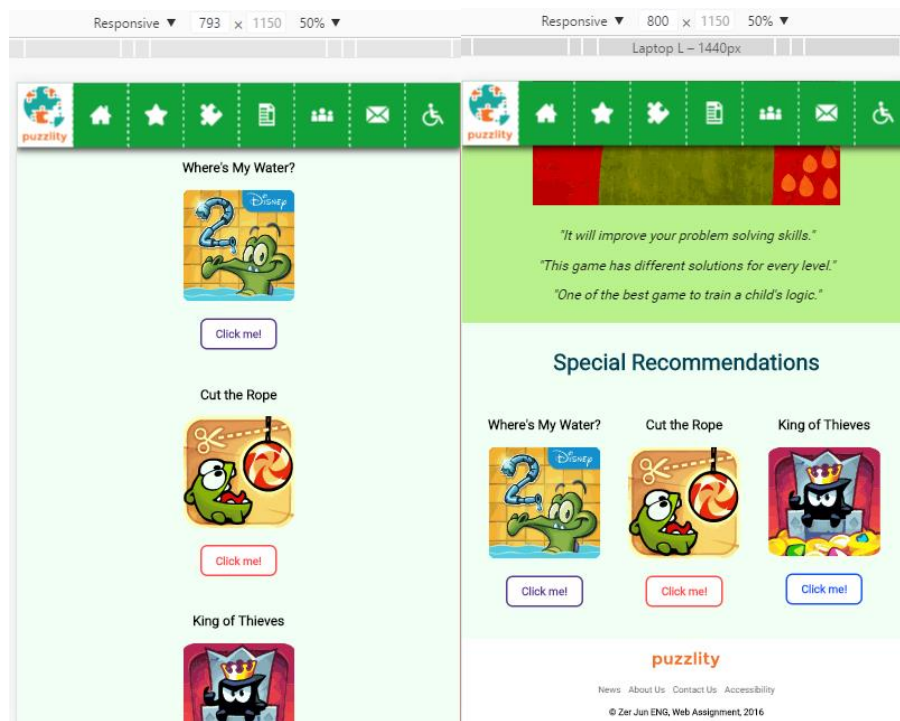 Responsive ▼ 793 × 1150 50% ▼
puzzlity
Where's My Water?
Disney
2
Click me!
Cut the Rope
Click me!
King of Thieves
Responsive ▼ 800 × 1150 50% ▼
Laptop L – 1440px
puzzlity
"It will improve your problem solving skills."
"This game has different solutions for every level."
"One of the best game to train a child's logic."
Special Recommendations
Where's My Water? Cut the Rope King of Thieves
Disney
2
Click me! Click me! Click me!
puzzlity
News About Us Contact Us Accessibility
© Zer Jun ENG, Web Assignment, 2016